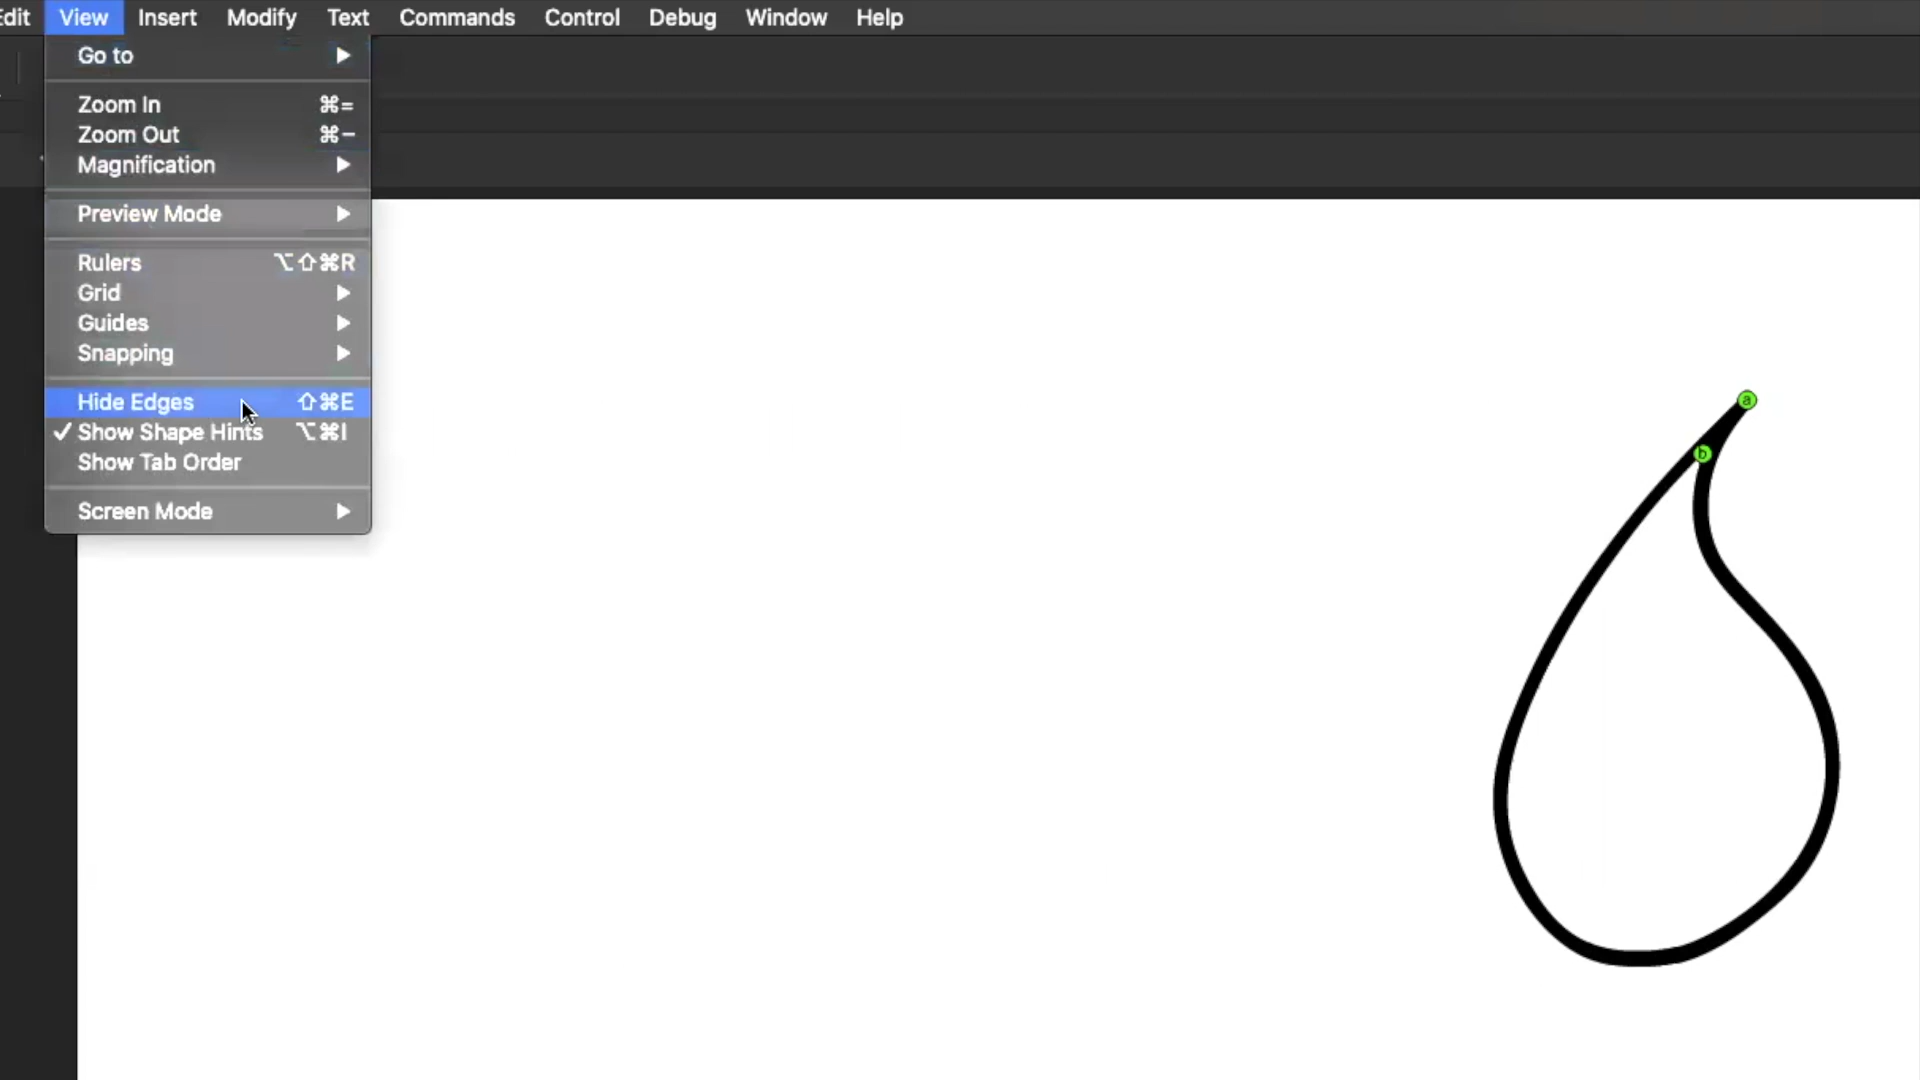 Edit View Insert Modify Text Commands Control Debug Window Help
Go to ▶
Zoom In ⌘=
Zoom Out ⌘−
Magnification ▶
Preview Mode ▶
Rulers ⌥⇧⌘R
Grid ▶
Guides ▶
Snapping ▶
Hide Edges ⇧⌘E
✓ Show Shape Hints ⌥⌘I
Show Tab Order
Screen Mode ▶
a
b